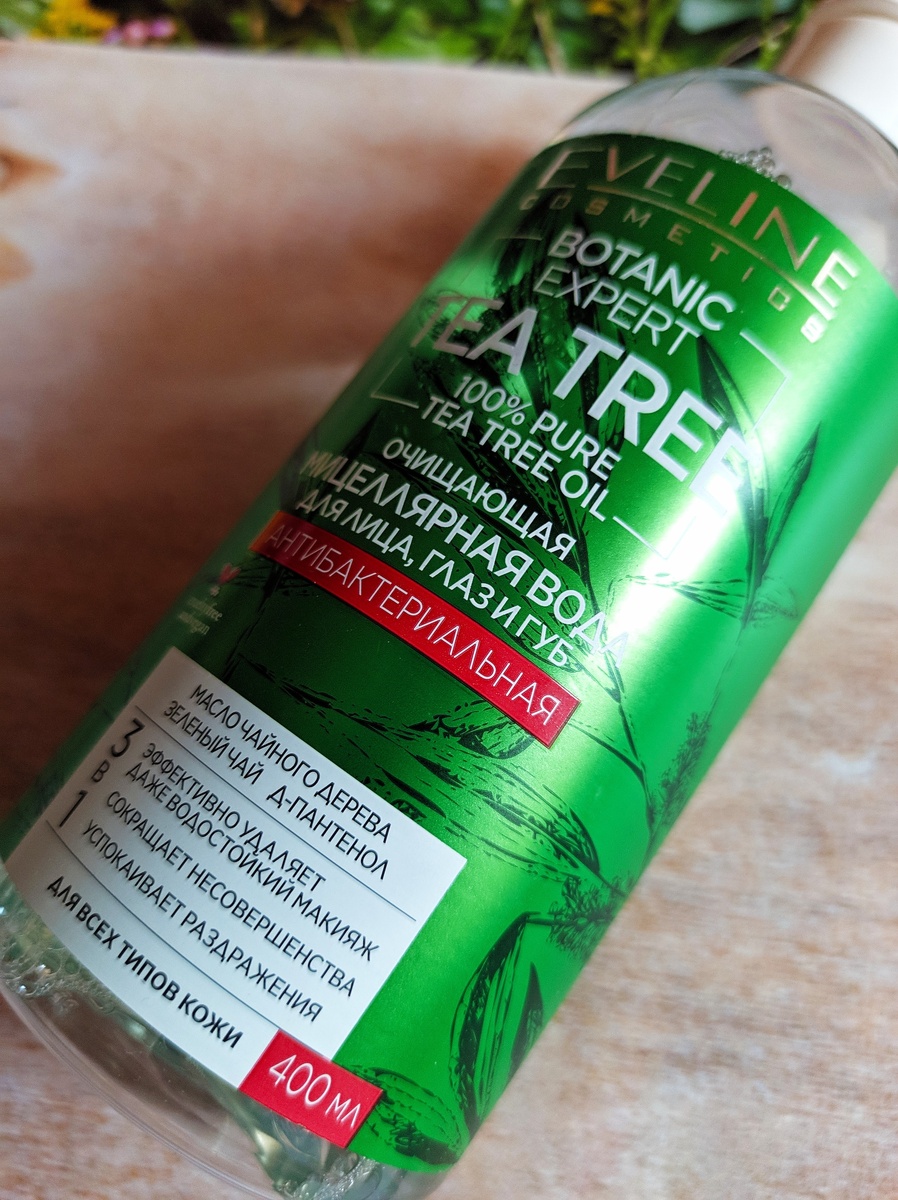 EVELINE
COSMETICS
BOTANIC
EXPERT
TEA TREE
100% PURE
TEA TREE OIL
ОЧИЩАЮЩАЯ
МИЦЕЛЛЯРНАЯ ВОДА
ДЛЯ ЛИЦА, ГЛАЗ И ГУБ
АНТИБАКТЕРИАЛЬНАЯ
vegan
МАСЛО ЧАЙНОГО ДЕРЕВА
ЗЕЛЕНЫЙ ЧАЙ Д-ПАНТЕНОЛ
3 В 1
ЭФФЕКТИВНО УДАЛЯЕТ
ДАЖЕ ВОДОСТОЙКИЙ МАКИЯЖ
СОКРАЩАЕТ НЕСОВЕРШЕНСТВА
УСПОКАИВАЕТ РАЗДРАЖЕНИЯ
ДЛЯ ВСЕХ ТИПОВ КОЖИ
400 МЛ